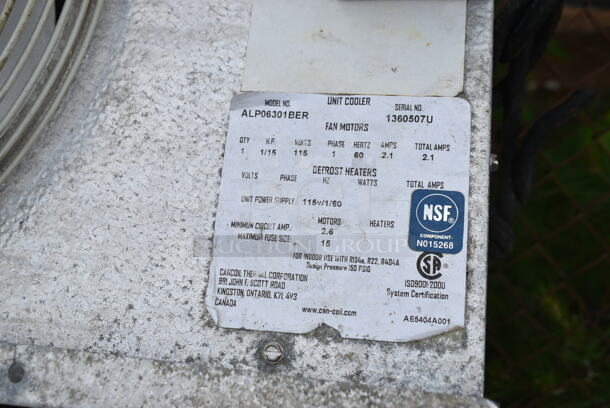 UNIT COOLER
MODEL NO. SERIAL NO.
ALP06301BER 1360507U
FAN MOTORS
QTY H.P. VOLTS PHASE HERTZ AMPS TOTAL AMPS
1 1/15 115 1 60 2.1 2.1
DEFROST HEATERS
VOLTS PHASE HZ WATTS TOTAL AMPS
UNIT POWER SUPPLY: 115v/1/60
MOTORS HEATERS
MINIMUM CIRCUIT AMP.: 2.6
MAXIMUM FUSE SIZE: 15
FOR INDOOR USE WITH R134a, R22, R404A
Design Pressure 150 PSIG
CANCOIL THERMAL CORPORATION
991 JOHN F. SCOTT ROAD
KINGSTON, ONTARIO, K7L 4V3
CANADA
www.can-coil.com
NSF
COMPONENT
N015268
ISO9001-2000
System Certification
AE5404A001